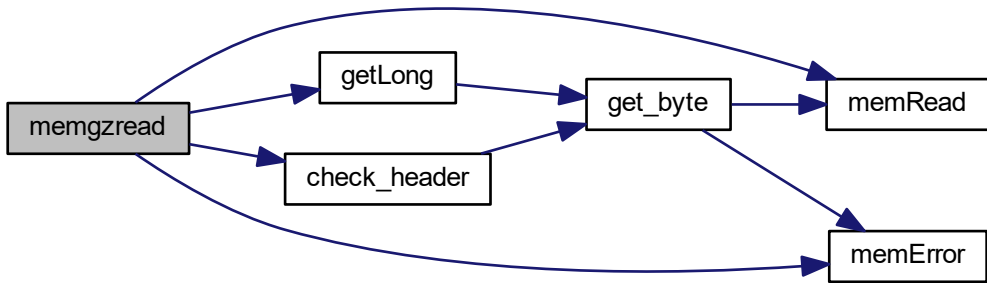 memgzread
getLong
check_header
get_byte
memRead
memError